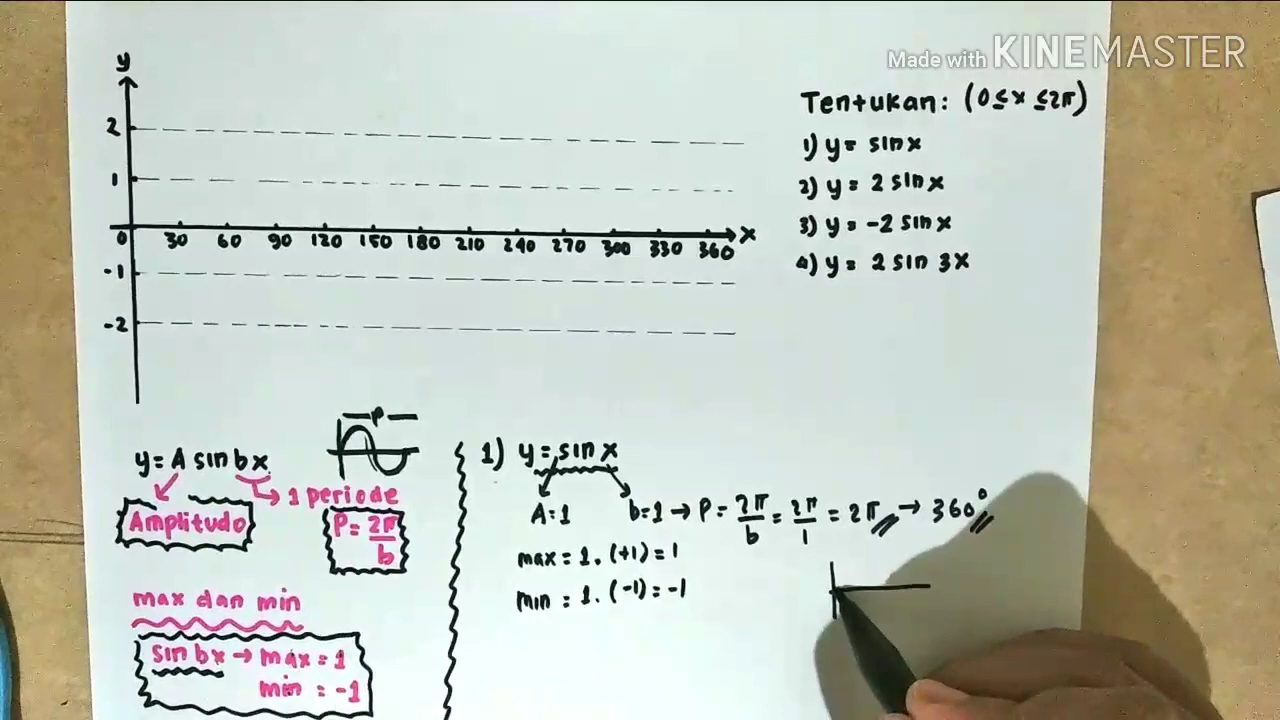 Made with KINEMASTER
y
2
1
0 30 60 90 120 150 180 210 240 270 300 330 360 x
-1
-2
Tentukan: (0≤x≤2π)
1) y= sin x
2) y= 2 sin x
3) y= -2 sin x
4) y= 2 sin 3x
P
y= A sin bx
1 periode
Amplitudo
P= 2π/b
max dan min
sin bx → max = 1
min = -1
1) y= sin x
A=1 b=1 → P = 2π/b = 2π/1 = 2π → 360°
max = 1. (+1) = 1
min = 1. (-1) = -1